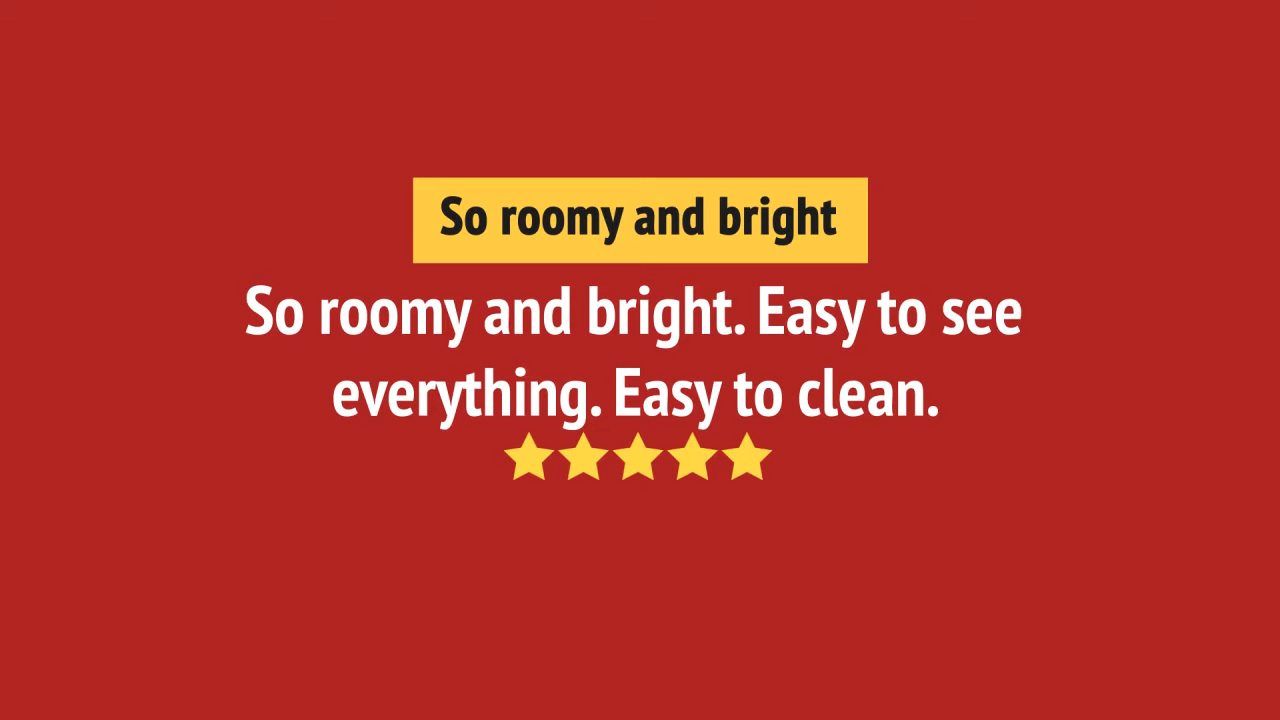 So roomy and bright
So roomy and bright. Easy to see
everything. Easy to clean.